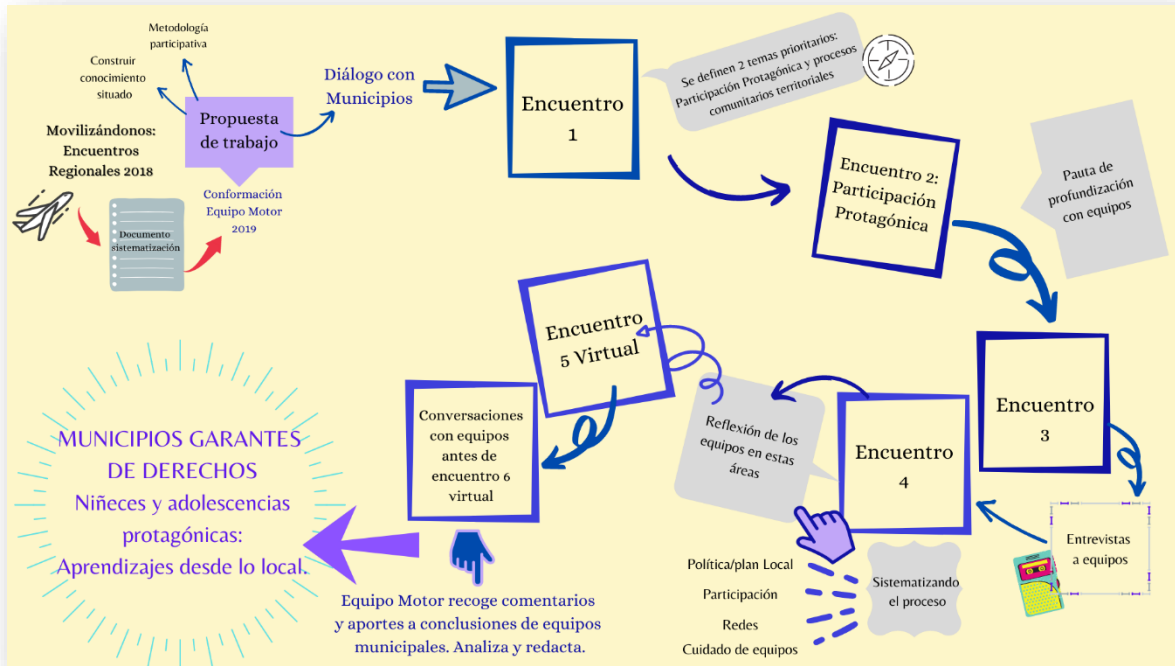 Metodología
participativa
Construir
conocimiento
situado
Propuesta
de trabajo
Diálogo con
Municipios
Movilizándonos:
Encuentros
Regionales 2018
Documento
sistematización
Conformación
Equipo Motor
2019
Encuentro
1
Se definen 2 temas prioritarios:
Participación Protagónica y procesos
comunitarios territoriales
Encuentro 2:
Participación
Protagónica
Pauta de
profundización
con equipos
Encuentro
3
Entrevistas
a equipos
Encuentro
4
Reflexión de los
equipos en estas
áreas
Sistematizando
el proceso
Política/plan Local
Participación
Redes
Cuidado de equipos
Encuentro
5 Virtual
Conversaciones
con equipos
antes de
encuentro 6
virtual
Equipo Motor recoge comentarios
y aportes a conclusiones de equipos
municipales. Analiza y redacta.
MUNICIPIOS GARANTES
DE DERECHOS
Niñeces y adolescencias
protagónicas:
Aprendizajes desde lo local.